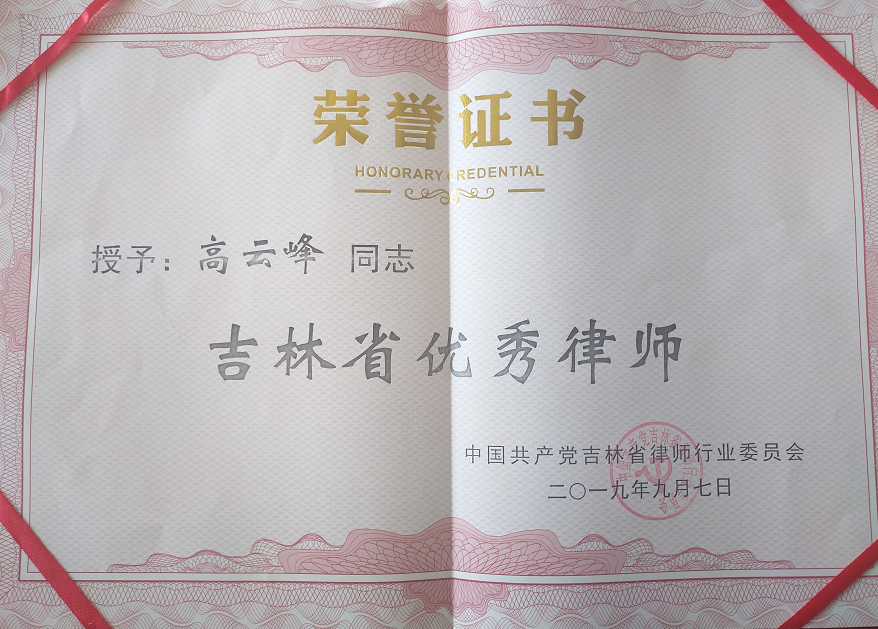 荣誉证书
HONORARY CREDENTIAL
授予：高云峰 同志
吉林省优秀律师
中国共产党吉林省律师行业委员会
二〇一九年九月七日